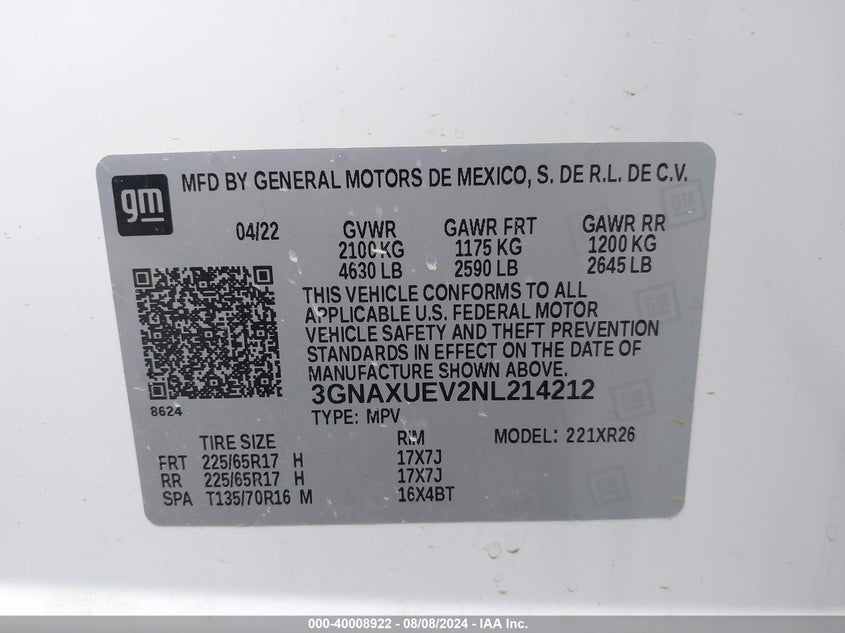 gm
MFD BY GENERAL MOTORS DE MEXICO, S. DE R.L. DE C.V.
04/22 GVWR GAWR FRT GAWR RR
2100 KG 1175 KG 1200 KG
4630 LB 2590 LB 2645 LB
THIS VEHICLE CONFORMS TO ALL
APPLICABLE U.S. FEDERAL MOTOR
VEHICLE SAFETY AND THEFT PREVENTION
STANDARDS IN EFFECT ON THE DATE OF
MANUFACTURE SHOWN ABOVE.
3GNAXUEV2NL214212
8624
TYPE: MPV
TIRE SIZE RIM MODEL: 221XR26
FRT 225/65R17 H 17X7J
RR 225/65R17 H 17X7J
SPA T135/70R16 M 16X4BT
000-40008922 - 08/08/2024 - IAA Inc.